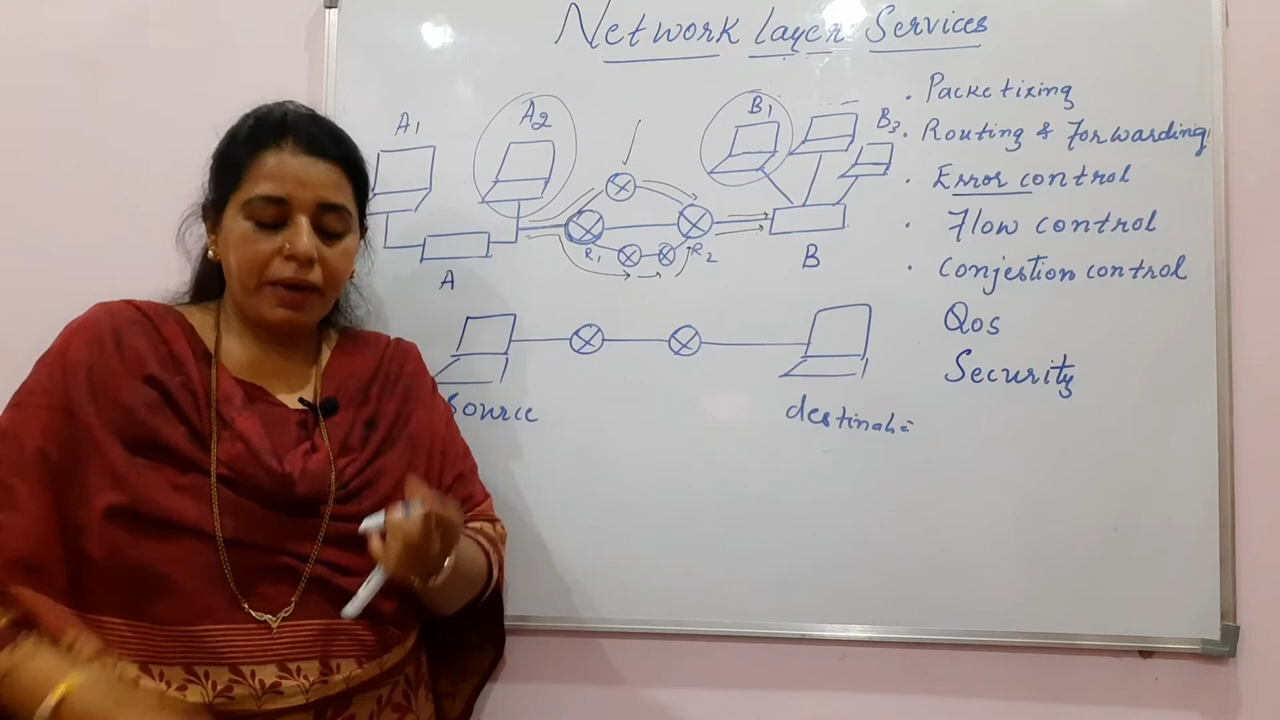 Network Layer Services
A1
A2
B1
B3
A
R1
R2
B
source
destinati
. Packetizing
. Routing & Forwarding
. Error control
. Flow control
. Conjestion control
Qos
Security